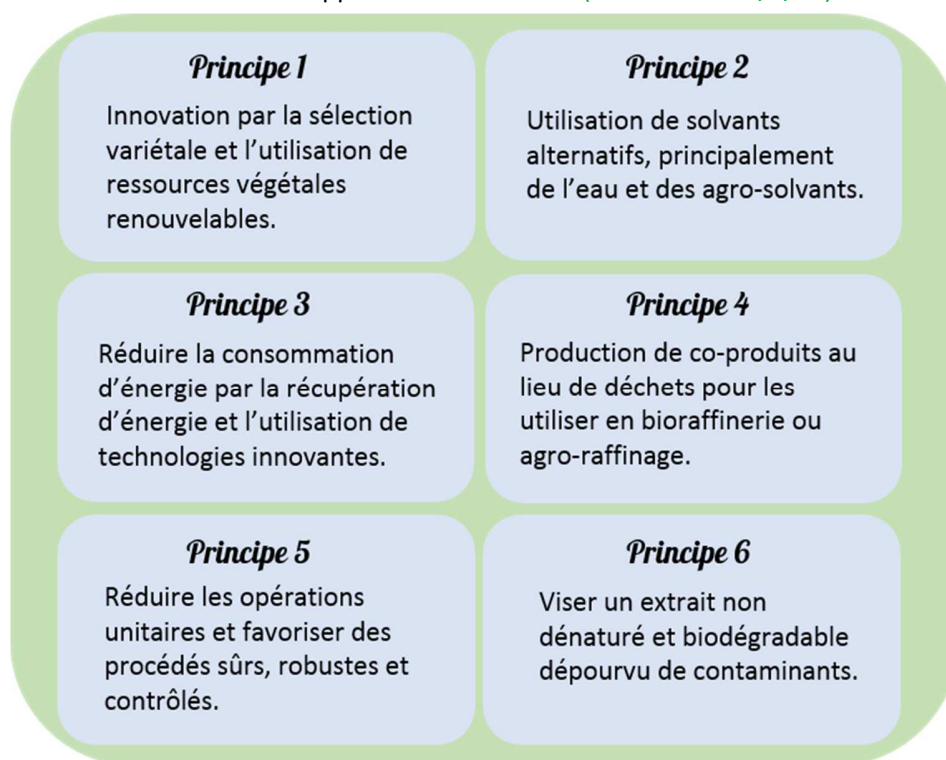 Principe 1
Innovation par la sélection
variétale et l’utilisation de
ressources végétales
renouvelables.
Principe 2
Utilisation de solvants
alternatifs, principalement
de l’eau et des agro-solvants.
Principe 3
Réduire la consommation
d’énergie par la récupération
d’énergie et l’utilisation de
technologies innovantes.
Principe 4
Production de co-produits au
lieu de déchets pour les
utiliser en bioraffinerie ou
agro-raffinage.
Principe 5
Réduire les opérations
unitaires et favoriser des
procédés sûrs, robustes et
contrôlés.
Principe 6
Viser un extrait non
dénaturé et biodégradable
dépourvu de contaminants.